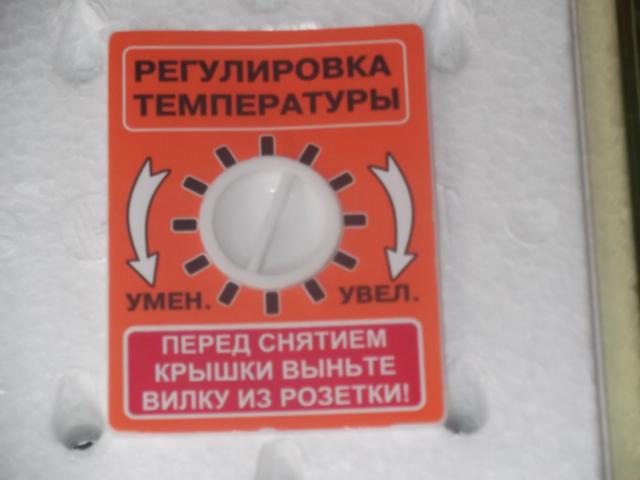 РЕГУЛИРОВКА
ТЕМПЕРАТУРЫ
УМЕН. УВЕЛ.
ПЕРЕД СНЯТИЕМ
КРЫШКИ ВЫНЬТЕ
ВИЛКУ ИЗ РОЗЕТКИ!